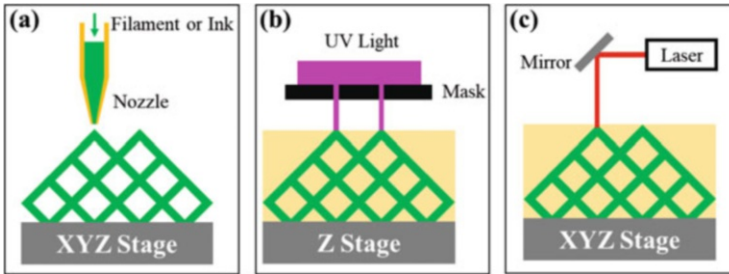 (a)
Filament or Ink
Nozzle
XYZ Stage
(b)
UV Light
Mask
Z Stage
(c)
Laser
Mirror
XYZ Stage